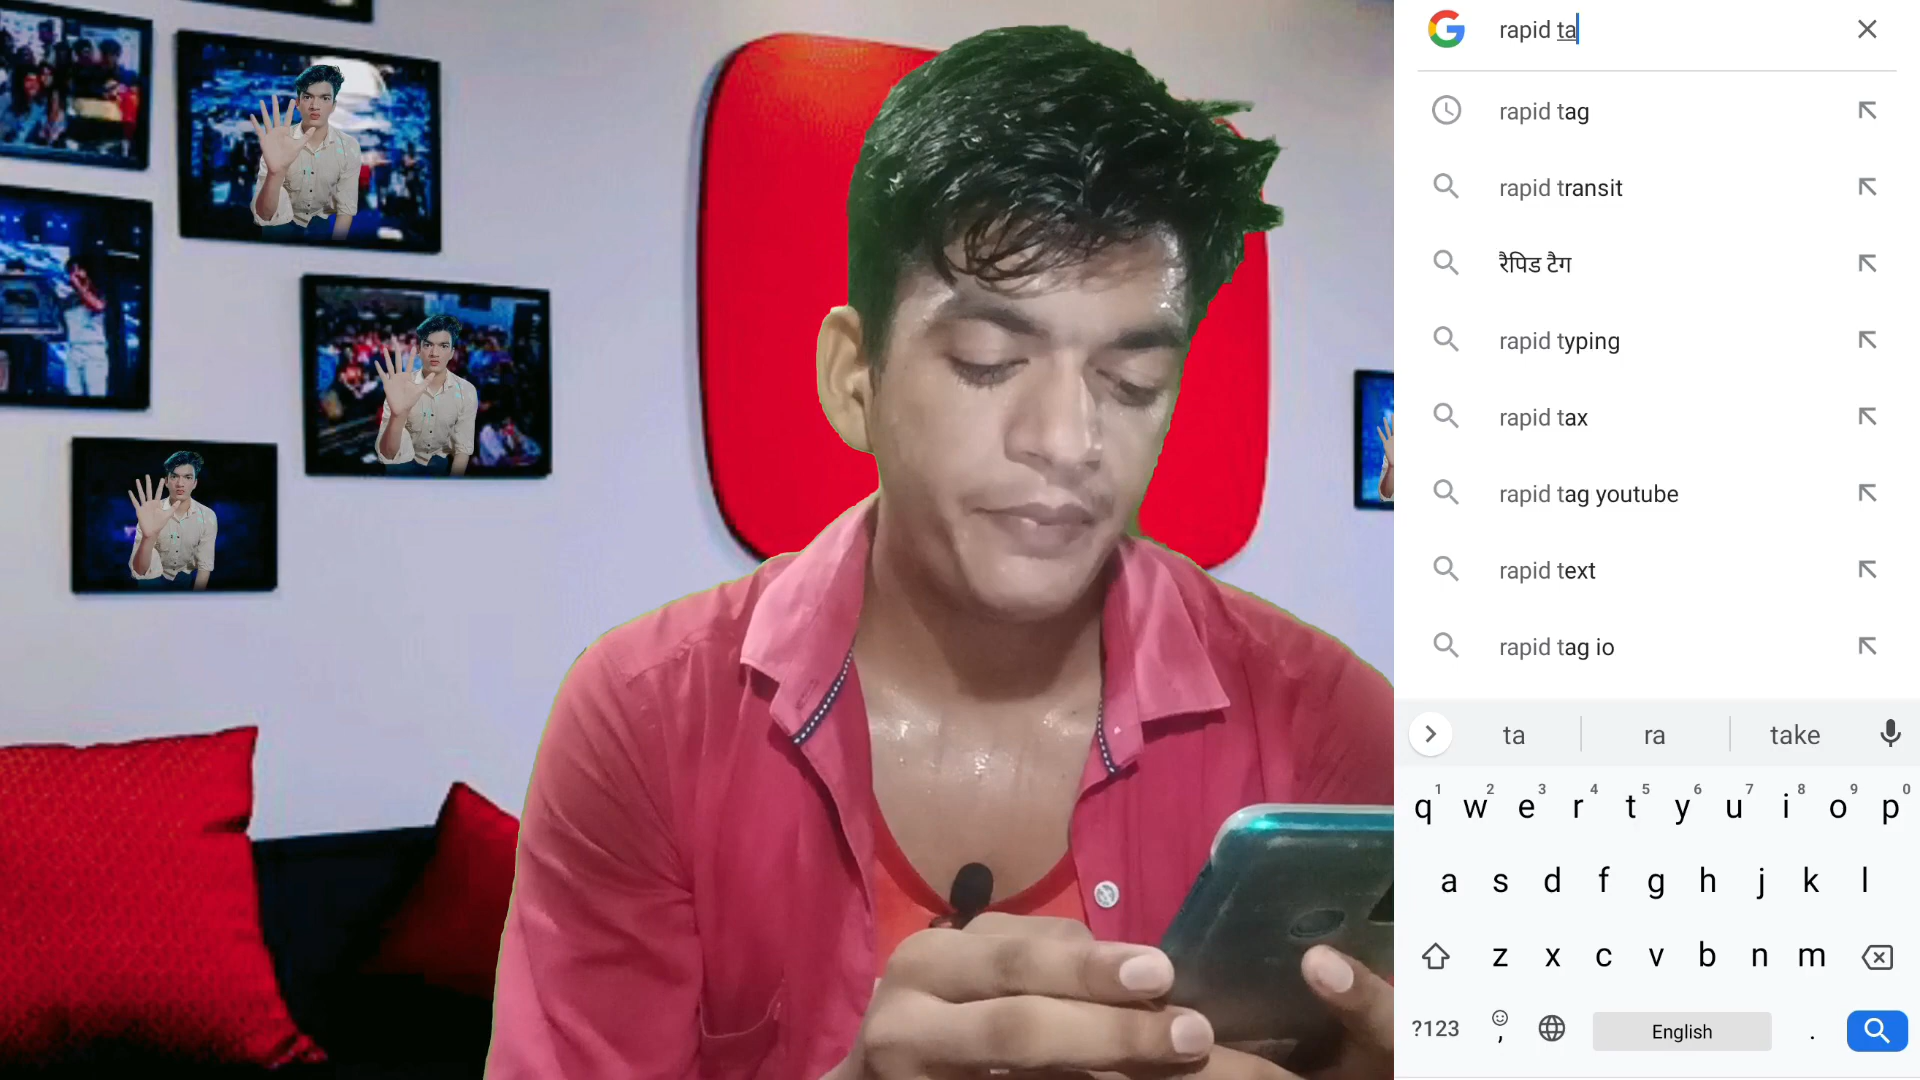 rapid ta
rapid tag
rapid transit
रैपिड टैग
rapid typing
rapid tax
rapid tag youtube
rapid text
rapid tag io
ta ra take
1 2 3 4 5 6 7 8 9 0
q w e r t y u i o p
a s d f g h j k l
z x c v b n m
?123 , English .